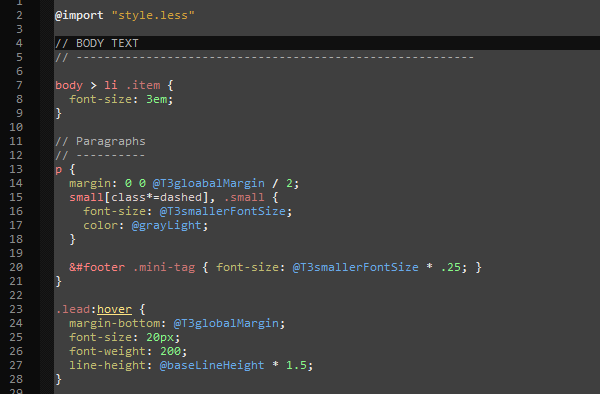 1
2 @import "style.less"
3
4 // BODY TEXT
5 // ---------------------------------------------------------
6
7 body > li .item {
8 font-size: 3em;
9 }
10
11 // Paragraphs
12 // ----------
13 p {
14 margin: 0 0 @T3gloabalMargin / 2;
15 small[class*=dashed], .small {
16 font-size: @T3smallerFontSize;
17 color: @grayLight;
18 }
19
20 &#footer .mini-tag { font-size: @T3smallerFontSize * .25; }
21 }
22
23 .lead:hover {
24 margin-bottom: @T3globalMargin;
25 font-size: 20px;
26 font-weight: 200;
27 line-height: @baseLineHeight * 1.5;
28 }
29